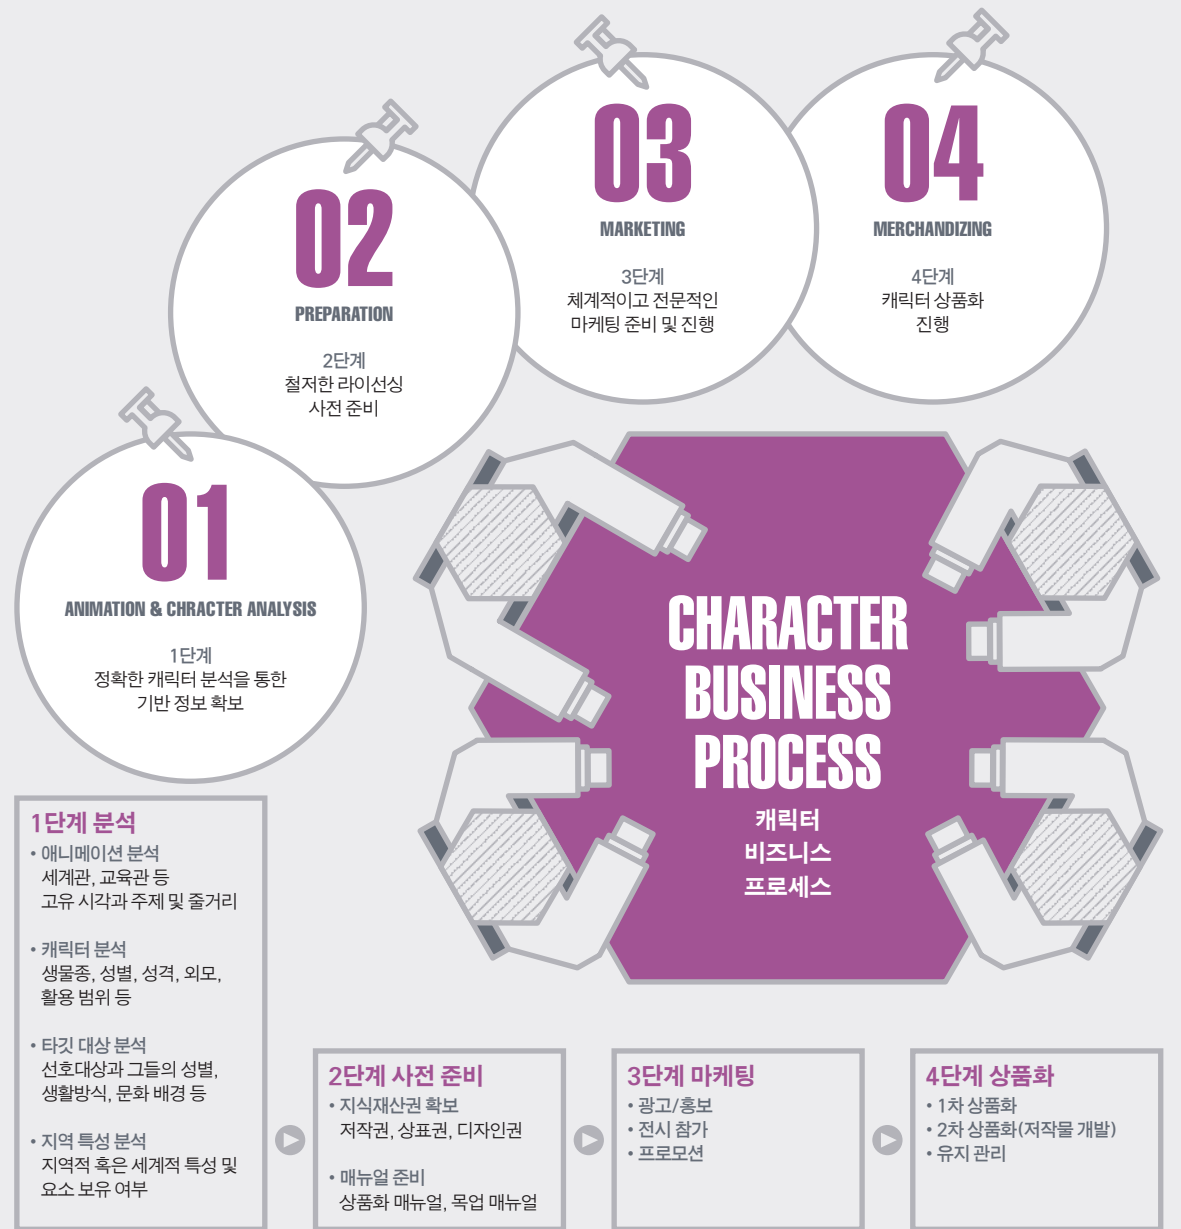 01
ANIMATION & CHRACTER ANALYSIS
1단계
정확한 캐릭터 분석을 통한
기반 정보 확보
02
PREPARATION
2단계
철저한 라이선싱
사전 준비
03
MARKETING
3단계
체계적이고 전문적인
마케팅 준비 및 진행
04
MERCHANDIZING
4단계
캐릭터 상품화
진행
CHARACTER
BUSINESS
PROCESS
캐릭터
비즈니스
프로세스
1단계 분석
• 애니메이션 분석
세계관, 교육관 등
고유 시각과 주제 및 줄거리
• 캐릭터 분석
생물종, 성별, 성격, 외모,
활용 범위 등
• 타깃 대상 분석
선호대상과 그들의 성별,
생활방식, 문화 배경 등
• 지역 특성 분석
지역적 혹은 세계적 특성 및
요소 보유 여부
2단계 사전 준비
• 지식재산권 확보
저작권, 상표권, 디자인권
• 매뉴얼 준비
상품화 매뉴얼, 목업 매뉴얼
3단계 마케팅
• 광고/홍보
• 전시 참가
• 프로모션
4단계 상품화
• 1차 상품화
• 2차 상품화(저작물 개발)
• 유지 관리